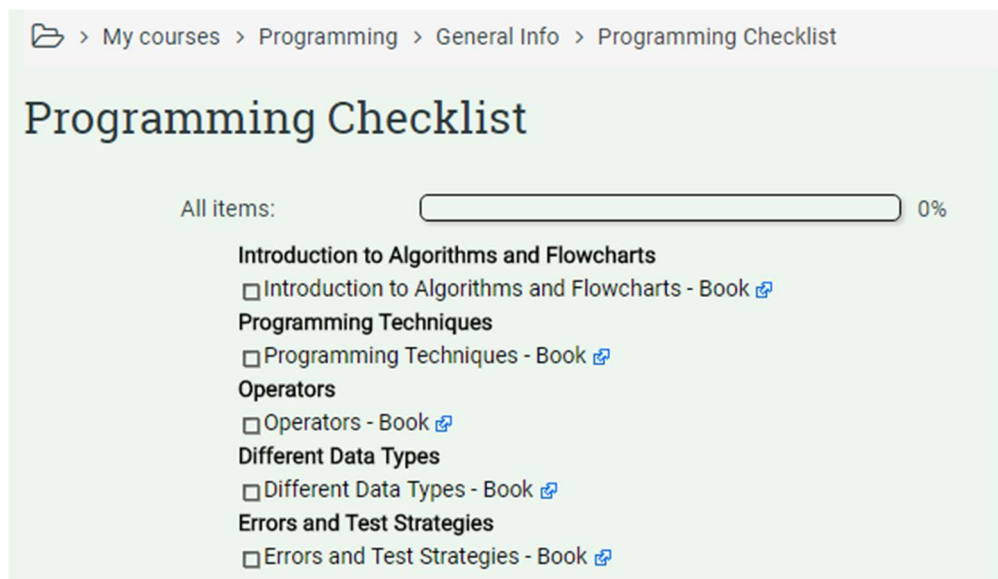 > My courses > Programming > General Info > Programming Checklist
Programming Checklist
All items: 0%
Introduction to Algorithms and Flowcharts
Introduction to Algorithms and Flowcharts - Book
Programming Techniques
Programming Techniques - Book
Operators
Operators - Book
Different Data Types
Different Data Types - Book
Errors and Test Strategies
Errors and Test Strategies - Book